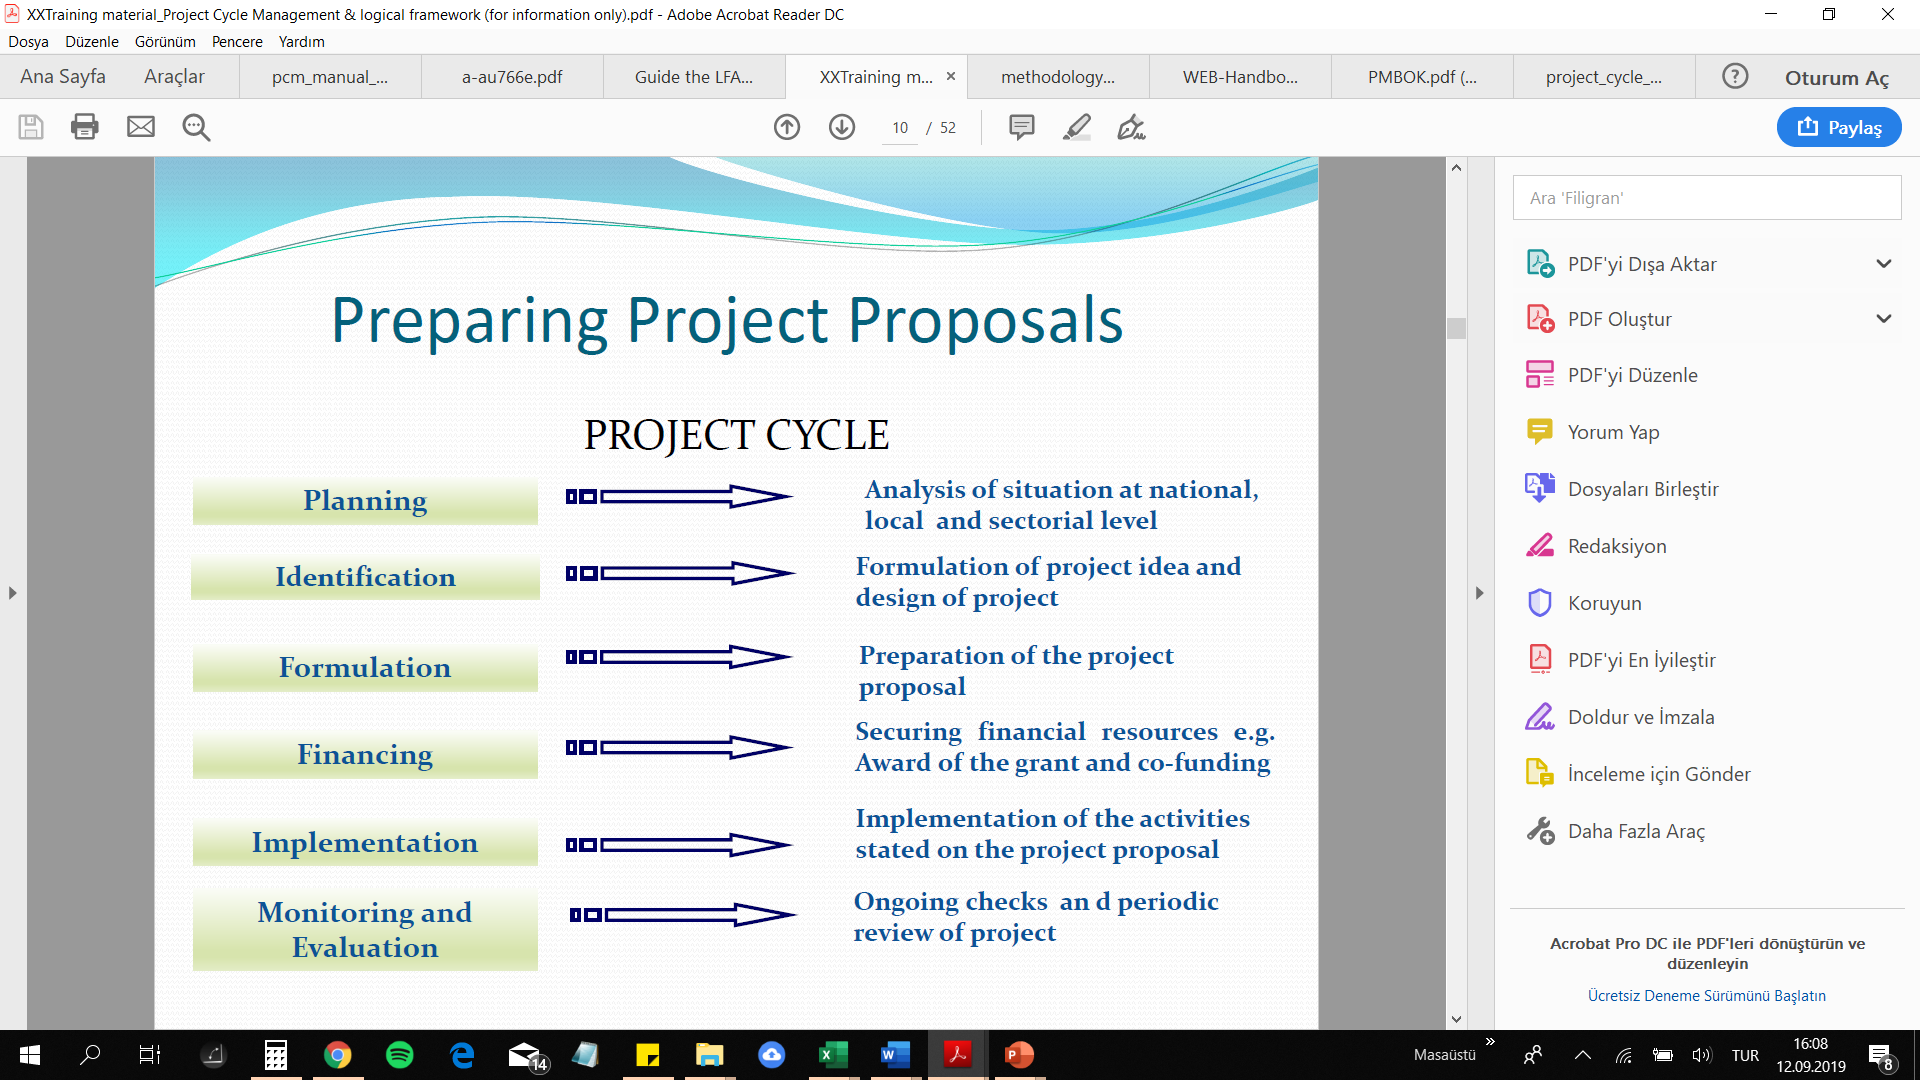 XXTraining material_Project Cycle Management & logical framework (for information only).pdf - Adobe Acrobat Reader DC
Dosya Düzenle Görünüm Pencere Yardım
Ana Sayfa Araçlar pcm_manual_... a-au766e.pdf Guide the LFA... XXTraining m... methodology... WEB-Handbo... PMBOK.pdf (... project_cycle_... Oturum Aç
10 / 52 Paylaş
Ara 'Filigran'
PDF'yi Dışa Aktar
PDF Oluştur
PDF'yi Düzenle
Yorum Yap
Dosyaları Birleştir
Redaksiyon
Koruyun
PDF'yi En İyileştir
Doldur ve İmzala
İnceleme için Gönder
Daha Fazla Araç
Acrobat Pro DC ile PDF'leri dönüştürün ve
düzenleyin
Ücretsiz Deneme Sürümünü Başlatın
Preparing Project Proposals
PROJECT CYCLE
Planning
Analysis of situation at national,
local and sectorial level
Identification
Formulation of project idea and
design of project
Formulation
Preparation of the project
proposal
Financing
Securing financial resources e.g.
Award of the grant and co-funding
Implementation
Implementation of the activities
stated on the project proposal
Monitoring and
Evaluation
Ongoing checks an d periodic
review of project
14
Masaüstü
TUR
16:08
12.09.2019
8